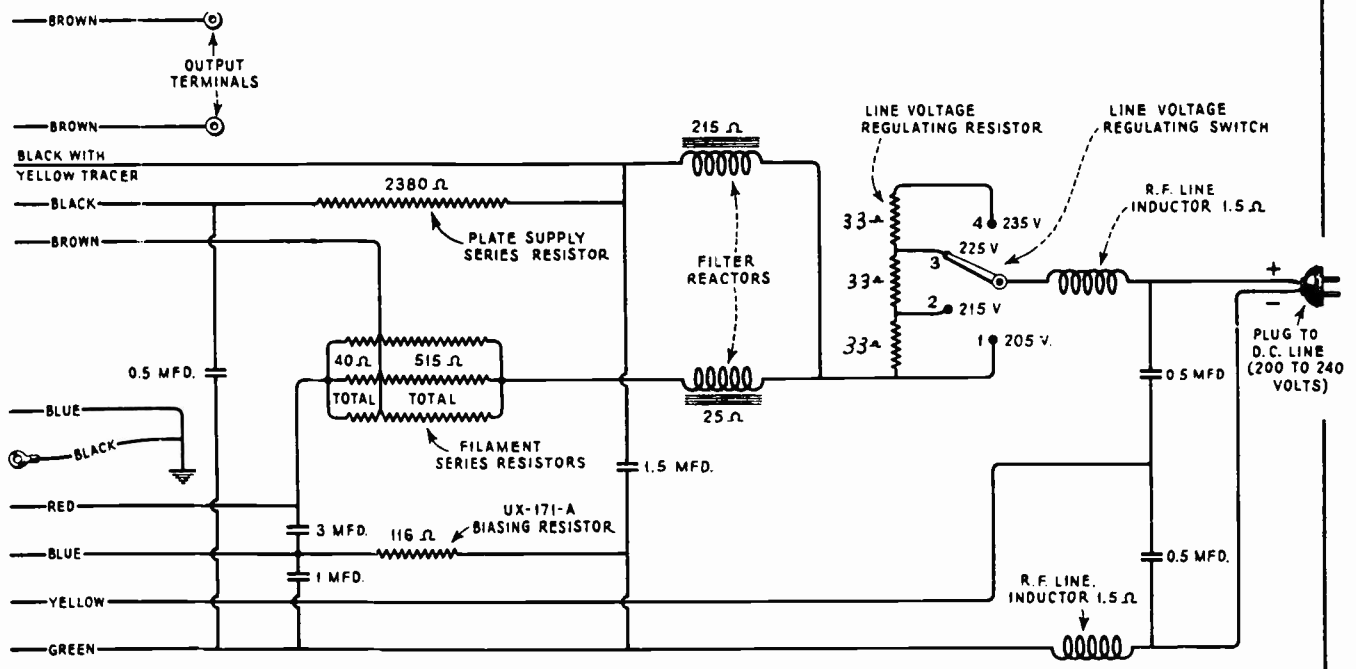 BROWN
OUTPUT
TERMINALS
BROWN
BLACK WITH
YELLOW TRACER
BLACK
2380 Ω
PLATE SUPPLY
SERIES RESISTOR
BROWN
215 Ω
FILTER
REACTORS
25 Ω
LINE VOLTAGE
REGULATING RESISTOR
LINE VOLTAGE
REGULATING SWITCH
33Ω
33Ω
33Ω
4 235 V
225 V
3
2 215 V
1 205 V.
R.F. LINE
INDUCTOR 1.5 Ω
+
−
PLUG TO
D.C. LINE
(200 TO 240
VOLTS)
40 Ω
TOTAL
515 Ω
TOTAL
FILAMENT
SERIES RESISTORS
0.5 MFD.
0.5 MFD
BLUE
BLACK
1.5 MFD.
RED
3 MFD.
116 Ω
UX-171-A
BIASING RESISTOR
BLUE
1 MFD.
0.5 MFD.
YELLOW
R.F. LINE.
INDUCTOR 1.5 Ω
GREEN